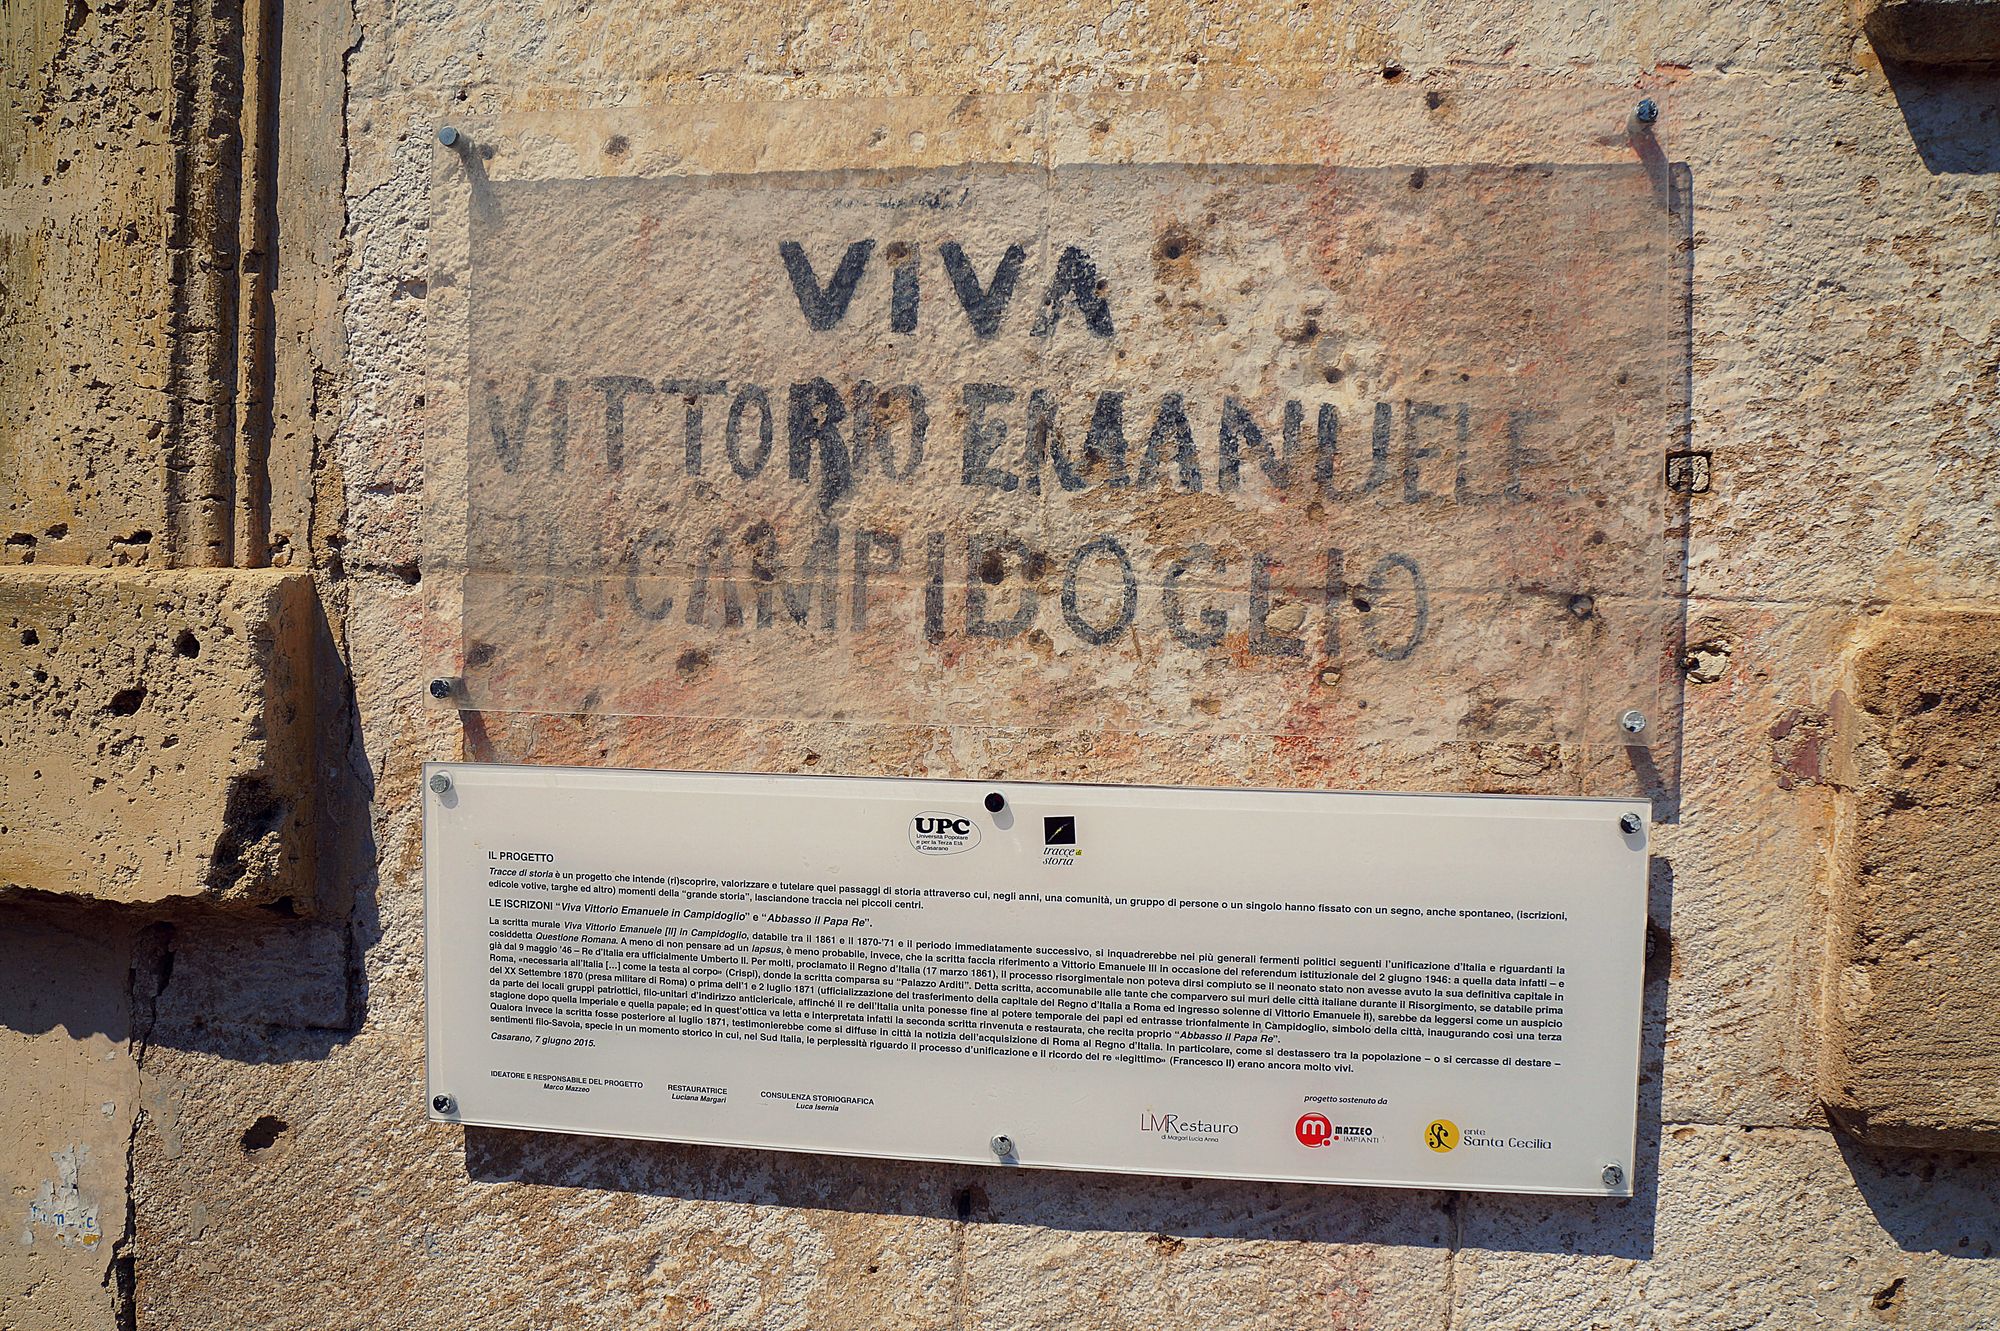 VIVA
VITTORIO EMANUELE
IN CAMPIDOGLIO
UPC
Università Popolare
e per la Terza Età
di Casarano
tracce di
storia
IL PROGETTO
Tracce di storia è un progetto che intende (ri)scoprire, valorizzare e tutelare quei passaggi di storia attraverso cui, negli anni, una comunità, un gruppo di persone o un singolo hanno fissato con un segno, anche spontaneo, (iscrizioni,
edicole votive, targhe ed altro) momenti della "grande storia", lasciandone traccia nei piccoli centri.
LE ISCRIZONI "Viva Vittorio Emanuele in Campidoglio" e "Abbasso il Papa Re".
La scritta murale Viva Vittorio Emanuele [II] in Campidoglio, databile tra il 1861 e il 1870-'71 e il periodo immediatamente successivo, si inquadrerebbe nei più generali fermenti politici seguenti l'unificazione d'Italia e riguardanti la
cosiddetta Questione Romana. A meno di non pensare ad un lapsus, è meno probabile, invece, che la scritta faccia riferimento a Vittorio Emanuele III in occasione del referendum istituzionale del 2 giugno 1946: a quella data infatti – e
già dal 9 maggio '46 – Re d'Italia era ufficialmente Umberto II. Per molti, proclamato il Regno d'Italia (17 marzo 1861), il processo risorgimentale non poteva dirsi compiuto se il neonato stato non avesse avuto la sua definitiva capitale in
Roma, «necessaria all'Italia [...] come la testa al corpo» (Crispi), donde la scritta comparsa su "Palazzo Arditi". Detta scritta, accomunabile alle tante che comparvero sui muri delle città italiane durante il Risorgimento, se databile prima
del XX Settembre 1870 (presa militare di Roma) o prima dell'1 e 2 luglio 1871 (ufficializzazione del trasferimento della capitale del Regno d'Italia a Roma ed ingresso solenne di Vittorio Emanuele II), sarebbe da leggersi come un auspicio
da parte dei locali gruppi patriottici, filo-unitari d'indirizzo anticlericale, affinché il re dell'Italia unita ponesse fine al potere temporale dei papi ed entrasse trionfalmente in Campidoglio, simbolo della città, inaugurando così una terza
stagione dopo quella imperiale e quella papale; ed in quest'ottica va letta e interpretata infatti la seconda scritta rinvenuta e restaurata, che recita proprio "Abbasso il Papa Re".
Qualora invece la scritta fosse posteriore al luglio 1871, testimonierebbe come si diffuse in città la notizia dell'acquisizione di Roma al Regno d'Italia. In particolare, come si destassero tra la popolazione – o si cercasse di destare –
sentimenti filo-Savoia, specie in un momento storico in cui, nel Sud Italia, le perplessità riguardo il processo d'unificazione e il ricordo del re «legittimo» (Francesco II) erano ancora molto vivi.
Casarano, 7 giugno 2015.
IDEATORE E RESPONSABILE DEL PROGETTO
Marco Mazzeo
RESTAURATRICE
Luciana Margari
CONSULENZA STORIOGRAFICA
Luca Isernia
progetto sostenuto da
LMRestauro
di Margari Lucia Anna
m.
MAZZEO
IMPIANTI
ente
Santa Cecilia